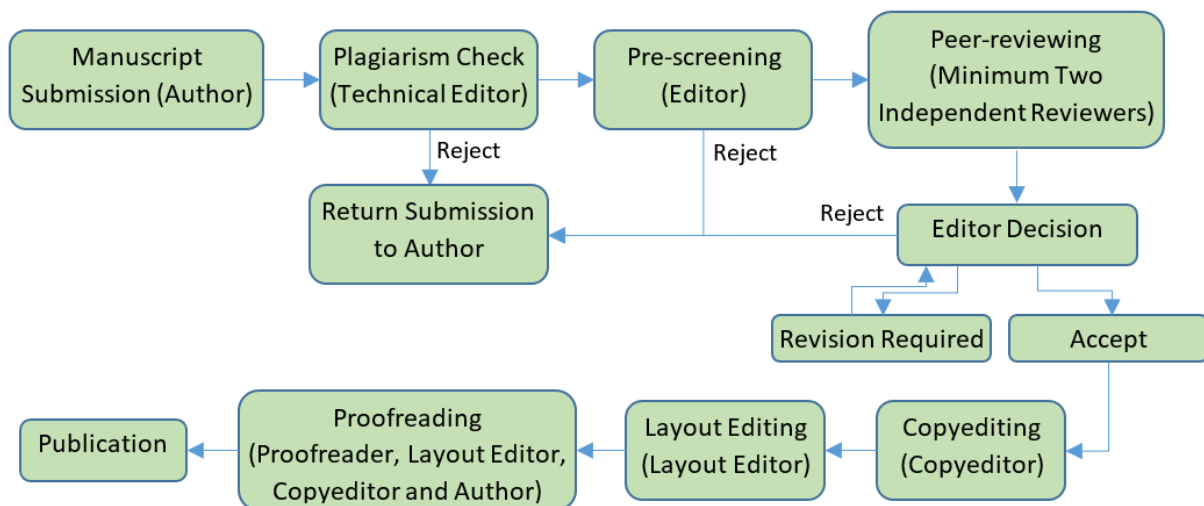 Manuscript
Submission (Author)
Plagiarism Check
(Technical Editor)
Pre-screening
(Editor)
Peer-reviewing
(Minimum Two
Independent Reviewers)
Reject
Reject
Return Submission
to Author
Reject
Editor Decision
Revision Required
Accept
Publication
Proofreading
(Proofreader, Layout Editor,
Copyeditor and Author)
Layout Editing
(Layout Editor)
Copyediting
(Copyeditor)